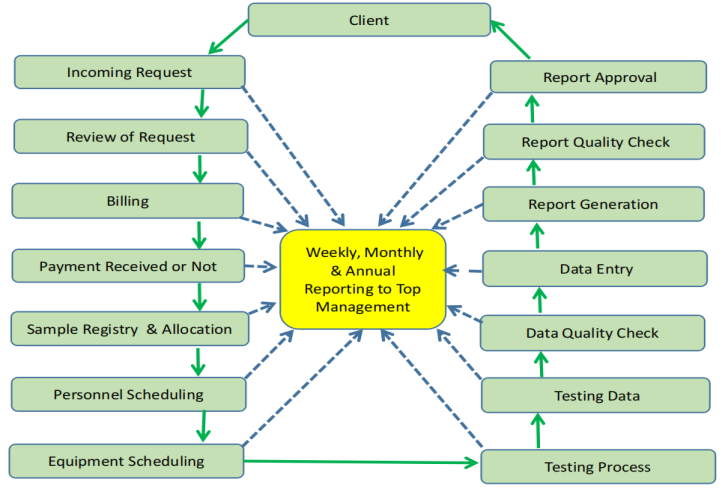 Client
Incoming Request
Review of Request
Billing
Payment Received or Not
Sample Registry & Allocation
Personnel Scheduling
Equipment Scheduling
Weekly, Monthly
& Annual
Reporting to Top
Management
Report Approval
Report Quality Check
Report Generation
Data Entry
Data Quality Check
Testing Data
Testing Process